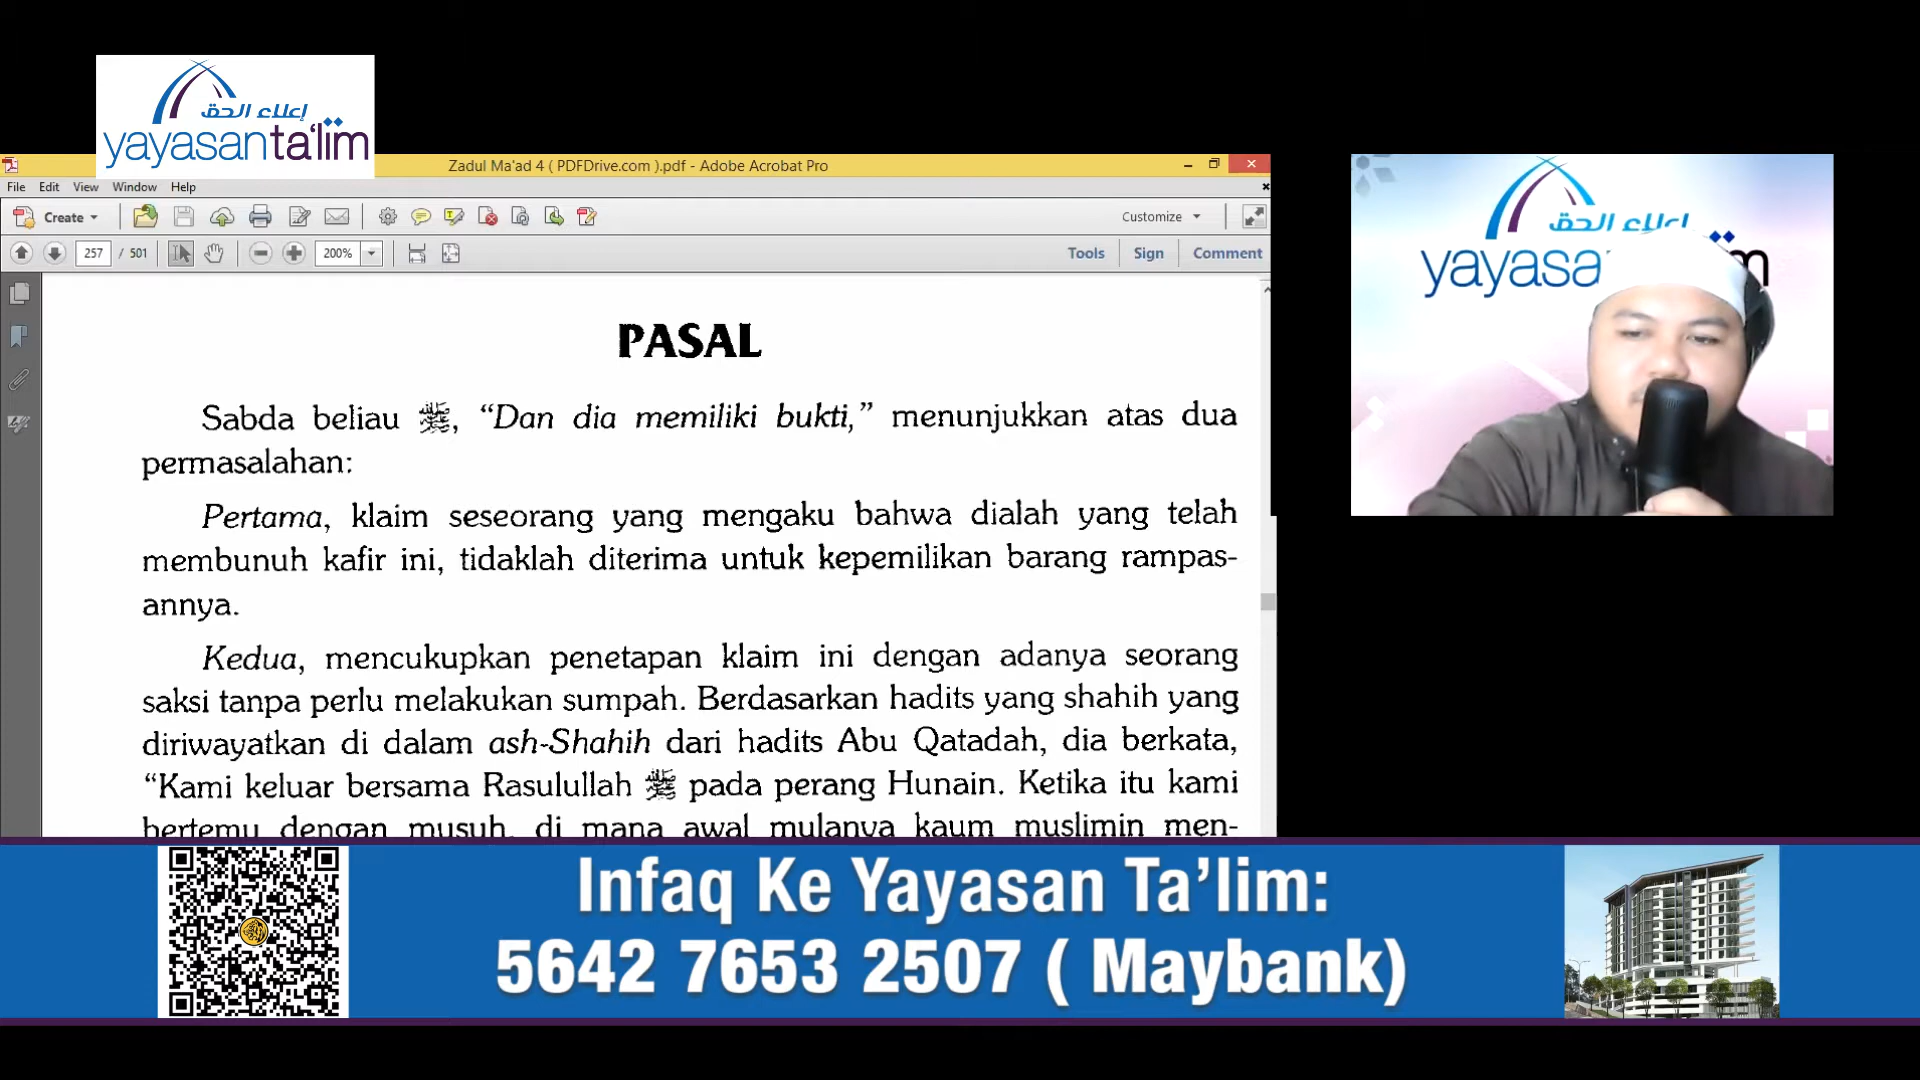 إعلاء الحق
yayasanta'lim
Zadul Ma'ad 4 ( PDFDrive.com ).pdf - Adobe Acrobat Pro
File Edit View Window Help
Create
Customize
257 / 501
200%
Tools Sign Comment
PASAL
Sabda beliau ﷺ, “Dan dia memiliki bukti,” menunjukkan atas dua
permasalahan:
Pertama, klaim seseorang yang mengaku bahwa dialah yang telah
membunuh kafir ini, tidaklah diterima untuk kepemilikan barang rampas-
annya.
Kedua, mencukupkan penetapan klaim ini dengan adanya seorang
saksi tanpa perlu melakukan sumpah. Berdasarkan hadits yang shahih yang
diriwayatkan di dalam ash-Shahih dari hadits Abu Qatadah, dia berkata,
“Kami keluar bersama Rasulullah ﷺ pada perang Hunain. Ketika itu kami
bertemu dengan musuh, di mana awal mulanya kaum muslimin men-
إعلاء الحق
yayasa m
Infaq Ke Yayasan Ta’lim:
5642 7653 2507 ( Maybank)